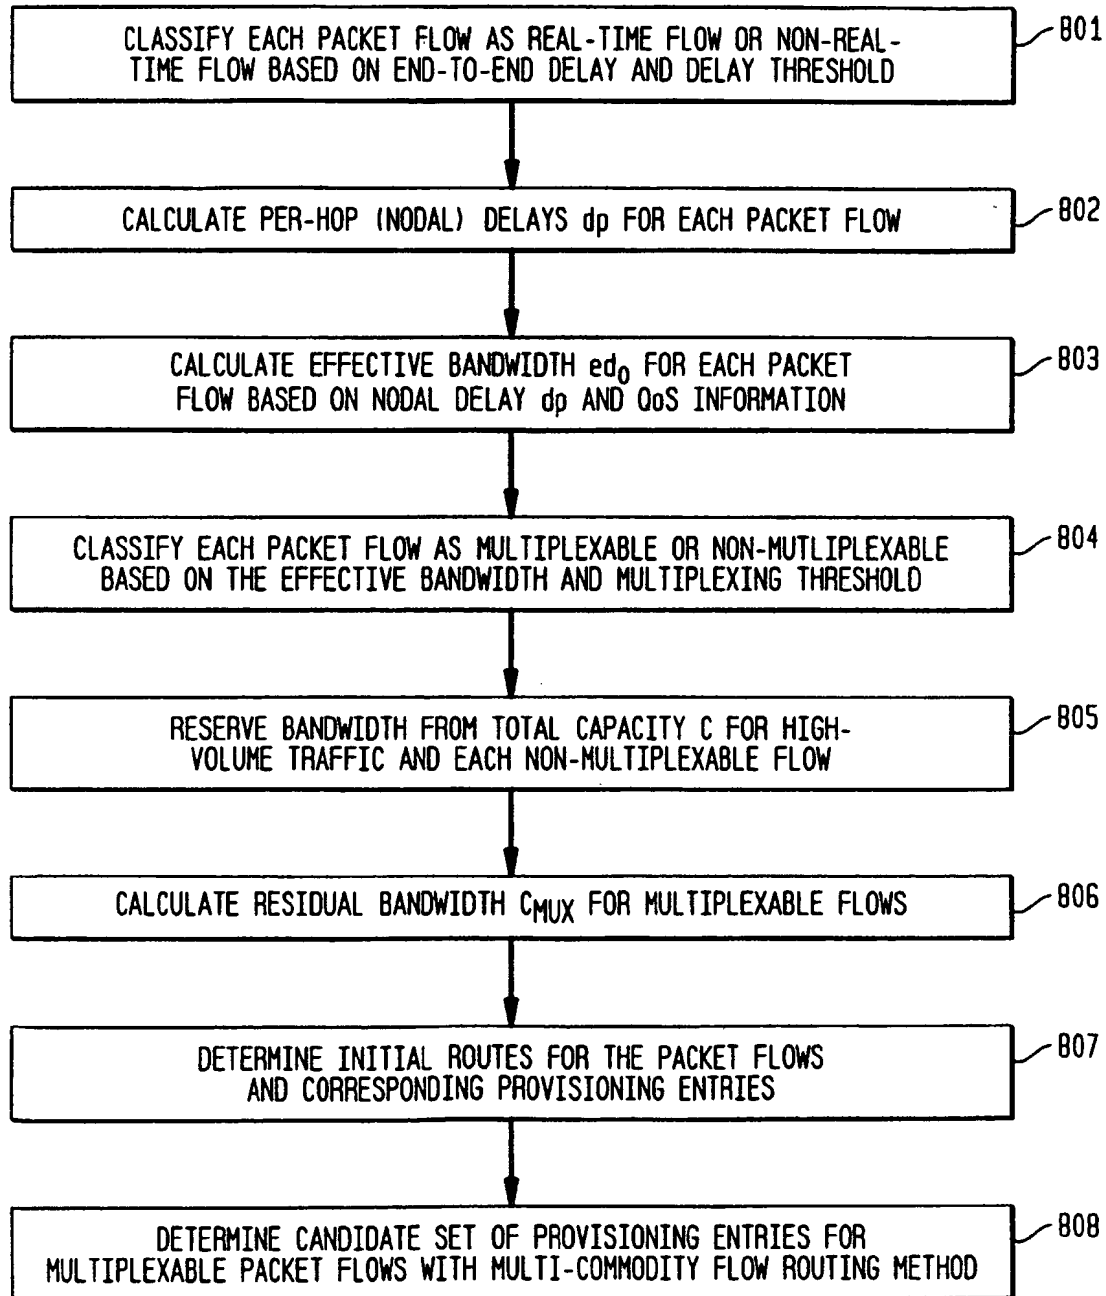 CLASSIFY EACH PACKET FLOW AS REAL-TIME FLOW OR NON-REAL-
TIME FLOW BASED ON END-TO-END DELAY AND DELAY THRESHOLD
801
CALCULATE PER-HOP (NODAL) DELAYS dp FOR EACH PACKET FLOW
802
CALCULATE EFFECTIVE BANDWIDTH ed0 FOR EACH PACKET
FLOW BASED ON NODAL DELAY dp AND QoS INFORMATION
803
CLASSIFY EACH PACKET FLOW AS MULTIPLEXABLE OR NON-MUTLIPLEXABLE
BASED ON THE EFFECTIVE BANDWIDTH AND MULTIPLEXING THRESHOLD
804
RESERVE BANDWIDTH FROM TOTAL CAPACITY C FOR HIGH-
VOLUME TRAFFIC AND EACH NON-MULTIPLEXABLE FLOW
805
CALCULATE RESIDUAL BANDWIDTH CMUX FOR MULTIPLEXABLE FLOWS
806
DETERMINE INITIAL ROUTES FOR THE PACKET FLOWS
AND CORRESPONDING PROVISIONING ENTRIES
807
DETERMINE CANDIDATE SET OF PROVISIONING ENTRIES FOR
MULTIPLEXABLE PACKET FLOWS WITH MULTI-COMMODITY FLOW ROUTING METHOD
808